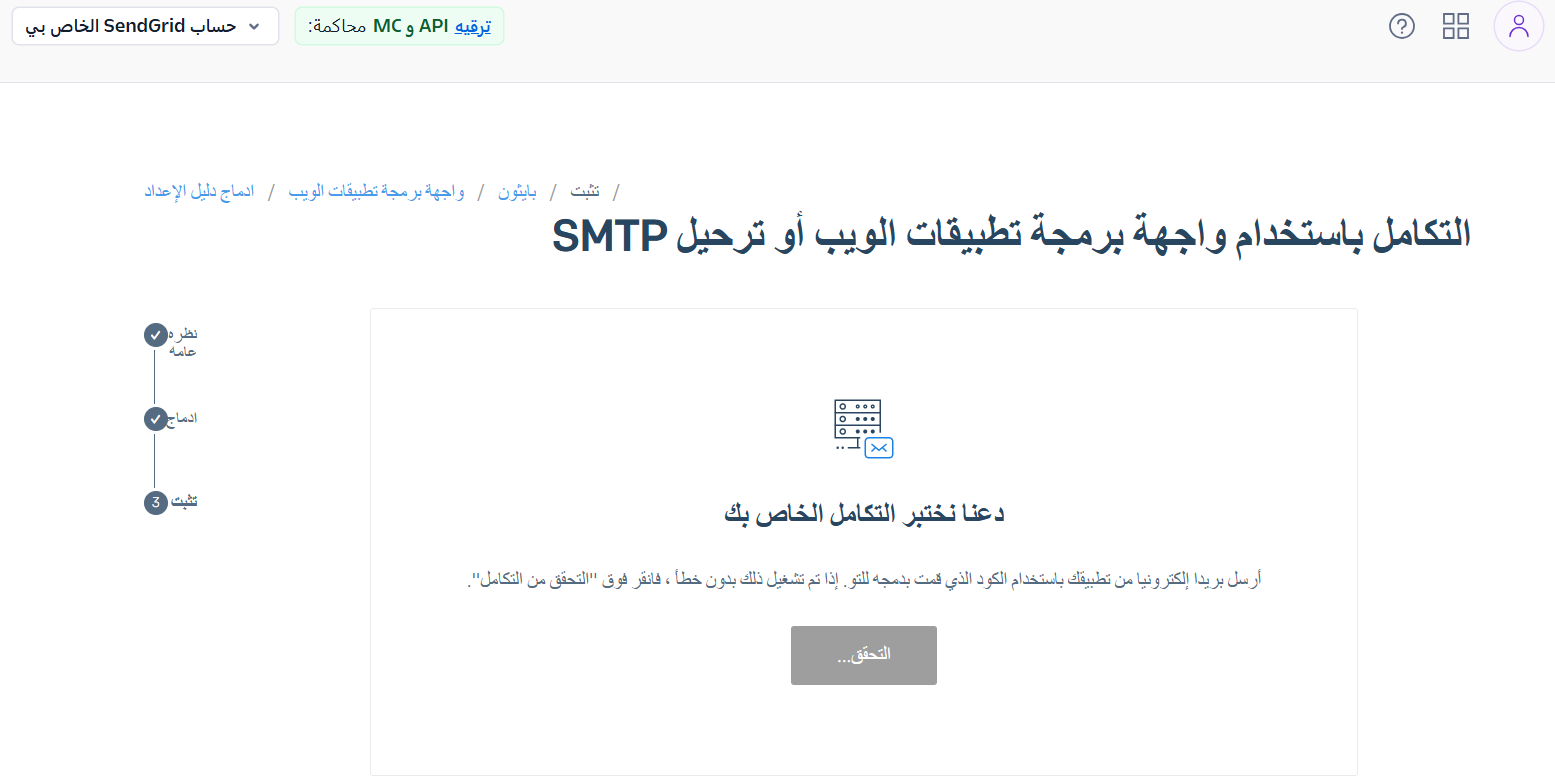 حساب SendGrid الخاص بي
محاكمة: MC و API ترقيه
ادماج دليل الإعداد / واجهة برمجة تطبيقات الويب / بايثون / تثبت /
التكامل باستخدام واجهة برمجة تطبيقات الويب أو ترحيل SMTP
نظره
عامه
ادماج
3 تثبت
دعنا نختبر التكامل الخاص بك
أرسل بريدا إلكترونيا من تطبيقك باستخدام الكود الذي قمت بدمجه للتو. إذا تم تشغيل ذلك بدون خطأ ، فانقر فوق "التحقق من التكامل".
التحقق...